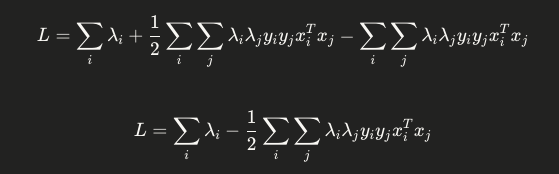 L = \sum_i \lambda_i + \frac{1}{2} \sum_i \sum_j \lambda_i \lambda_j y_i y_j x_i^T x_j - \sum_i \sum_j \lambda_i \lambda_j y_i y_j x_i^T x_j
L = \sum_i \lambda_i - \frac{1}{2} \sum_i \sum_j \lambda_i \lambda_j y_i y_j x_i^T x_j